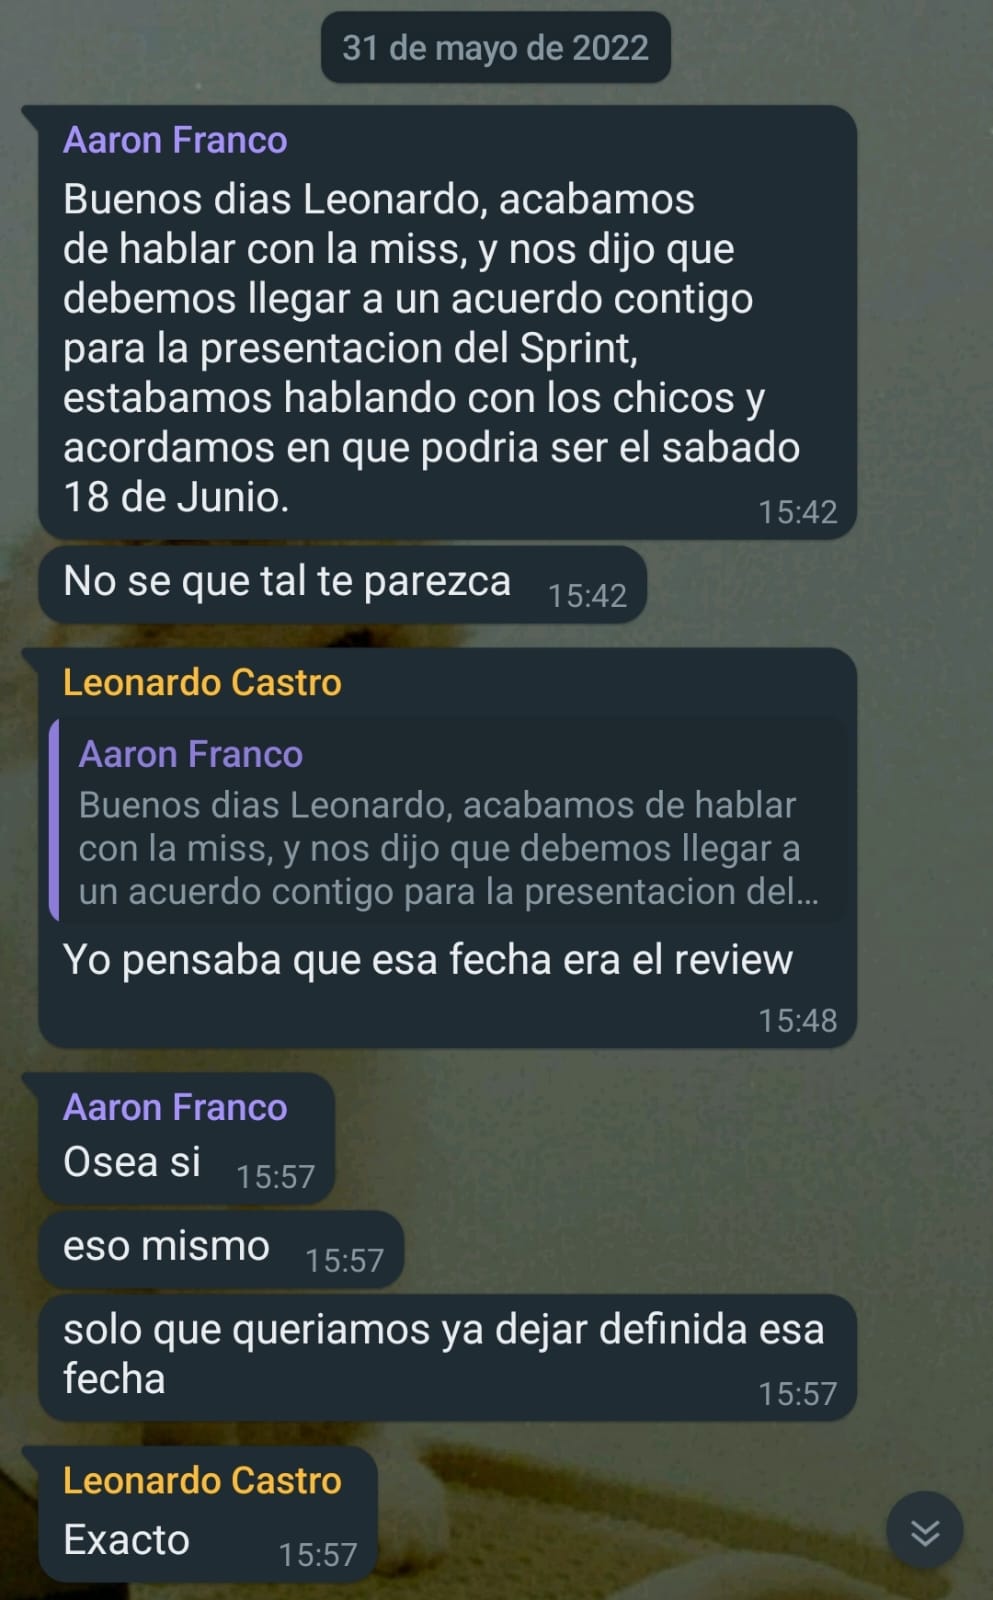 31 de mayo de 2022
Aaron Franco
Buenos dias Leonardo, acabamos
de hablar con la miss, y nos dijo que
debemos llegar a un acuerdo contigo
para la presentacion del Sprint,
estabamos hablando con los chicos y
acordamos en que podria ser el sabado
18 de Junio.
15:42
No se que tal te parezca 15:42
Leonardo Castro
Aaron Franco
Buenos dias Leonardo, acabamos de hablar
con la miss, y nos dijo que debemos llegar a
un acuerdo contigo para la presentacion del...
Yo pensaba que esa fecha era el review
15:48
Aaron Franco
Osea si 15:57
eso mismo 15:57
solo que queriamos ya dejar definida esa
fecha 15:57
Leonardo Castro
Exacto 15:57